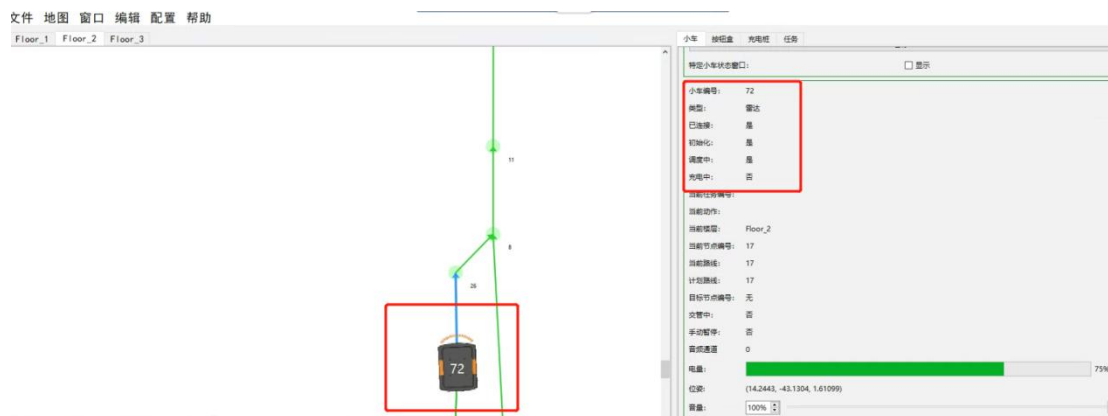 文件 地图 窗口 编辑 配置 帮助
Floor_1 Floor_2 Floor_3
小车 按钮盒 充电桩 任务
特定小车状态窗口: 显示
小车编号: 72
类型: 雷达
已连接: 是
初始化: 是
调度中: 是
充电中: 否
当前任务编号:
当前动作:
当前楼层: Floor_2
当前节点编号: 17
当前路线: 17
计划路线: 17
目标节点编号: 无
交管中: 否
手动暂停: 否
音频通道 0
电量: 75%
位姿: (14.2443, -43.1304, 1.61099)
音量: 100%
11
8
26
72